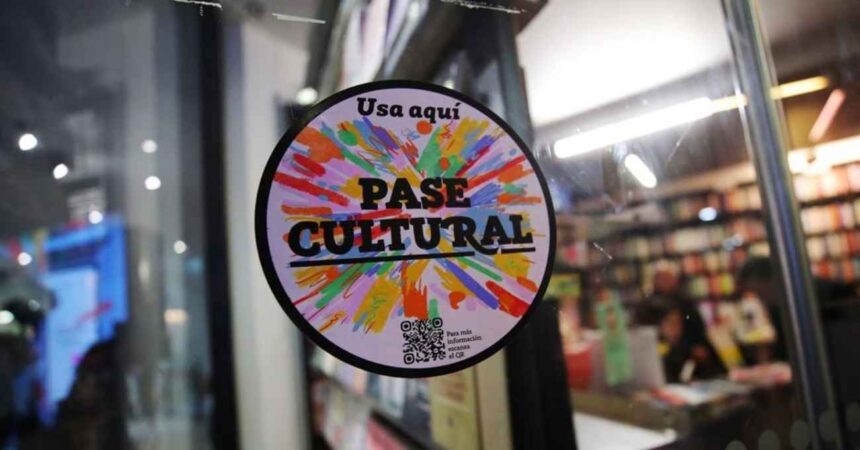 Usa aquí
PASE
CULTURAL
Para más
información
escanea
el QR